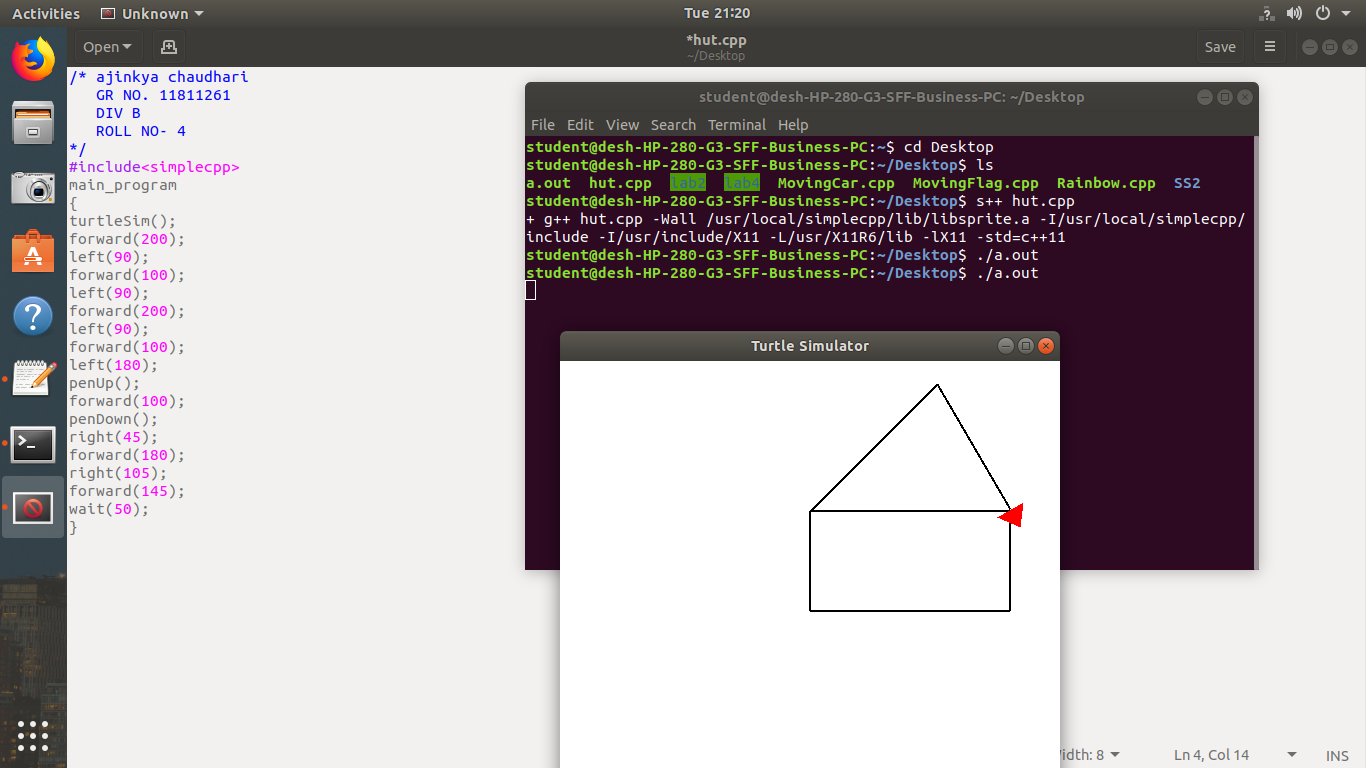 Activities Unknown Tue 21:20
Open *hut.cpp Save
~/Desktop
/* ajinkya chaudhari
GR NO. 11811261
DIV B
ROLL NO- 4
*/
#include<simplecpp>
main_program
{
turtleSim();
forward(200);
left(90);
forward(100);
left(90);
forward(200);
left(90);
forward(100);
left(180);
penUp();
forward(100);
penDown();
right(45);
forward(180);
right(105);
forward(145);
wait(50);
}
student@desh-HP-280-G3-SFF-Business-PC: ~/Desktop
File Edit View Search Terminal Help
student@desh-HP-280-G3-SFF-Business-PC:~$ cd Desktop
student@desh-HP-280-G3-SFF-Business-PC:~/Desktop$ ls
a.out hut.cpp lab2 lab4 MovingCar.cpp MovingFlag.cpp Rainbow.cpp SS2
student@desh-HP-280-G3-SFF-Business-PC:~/Desktop$ s++ hut.cpp
+ g++ hut.cpp -Wall /usr/local/simplecpp/lib/libsprite.a -I/usr/local/simplecpp/
include -I/usr/include/X11 -L/usr/X11R6/lib -lX11 -std=c++11
student@desh-HP-280-G3-SFF-Business-PC:~/Desktop$ ./a.out
student@desh-HP-280-G3-SFF-Business-PC:~/Desktop$ ./a.out
Turtle Simulator
8 Ln 4, Col 14 INS